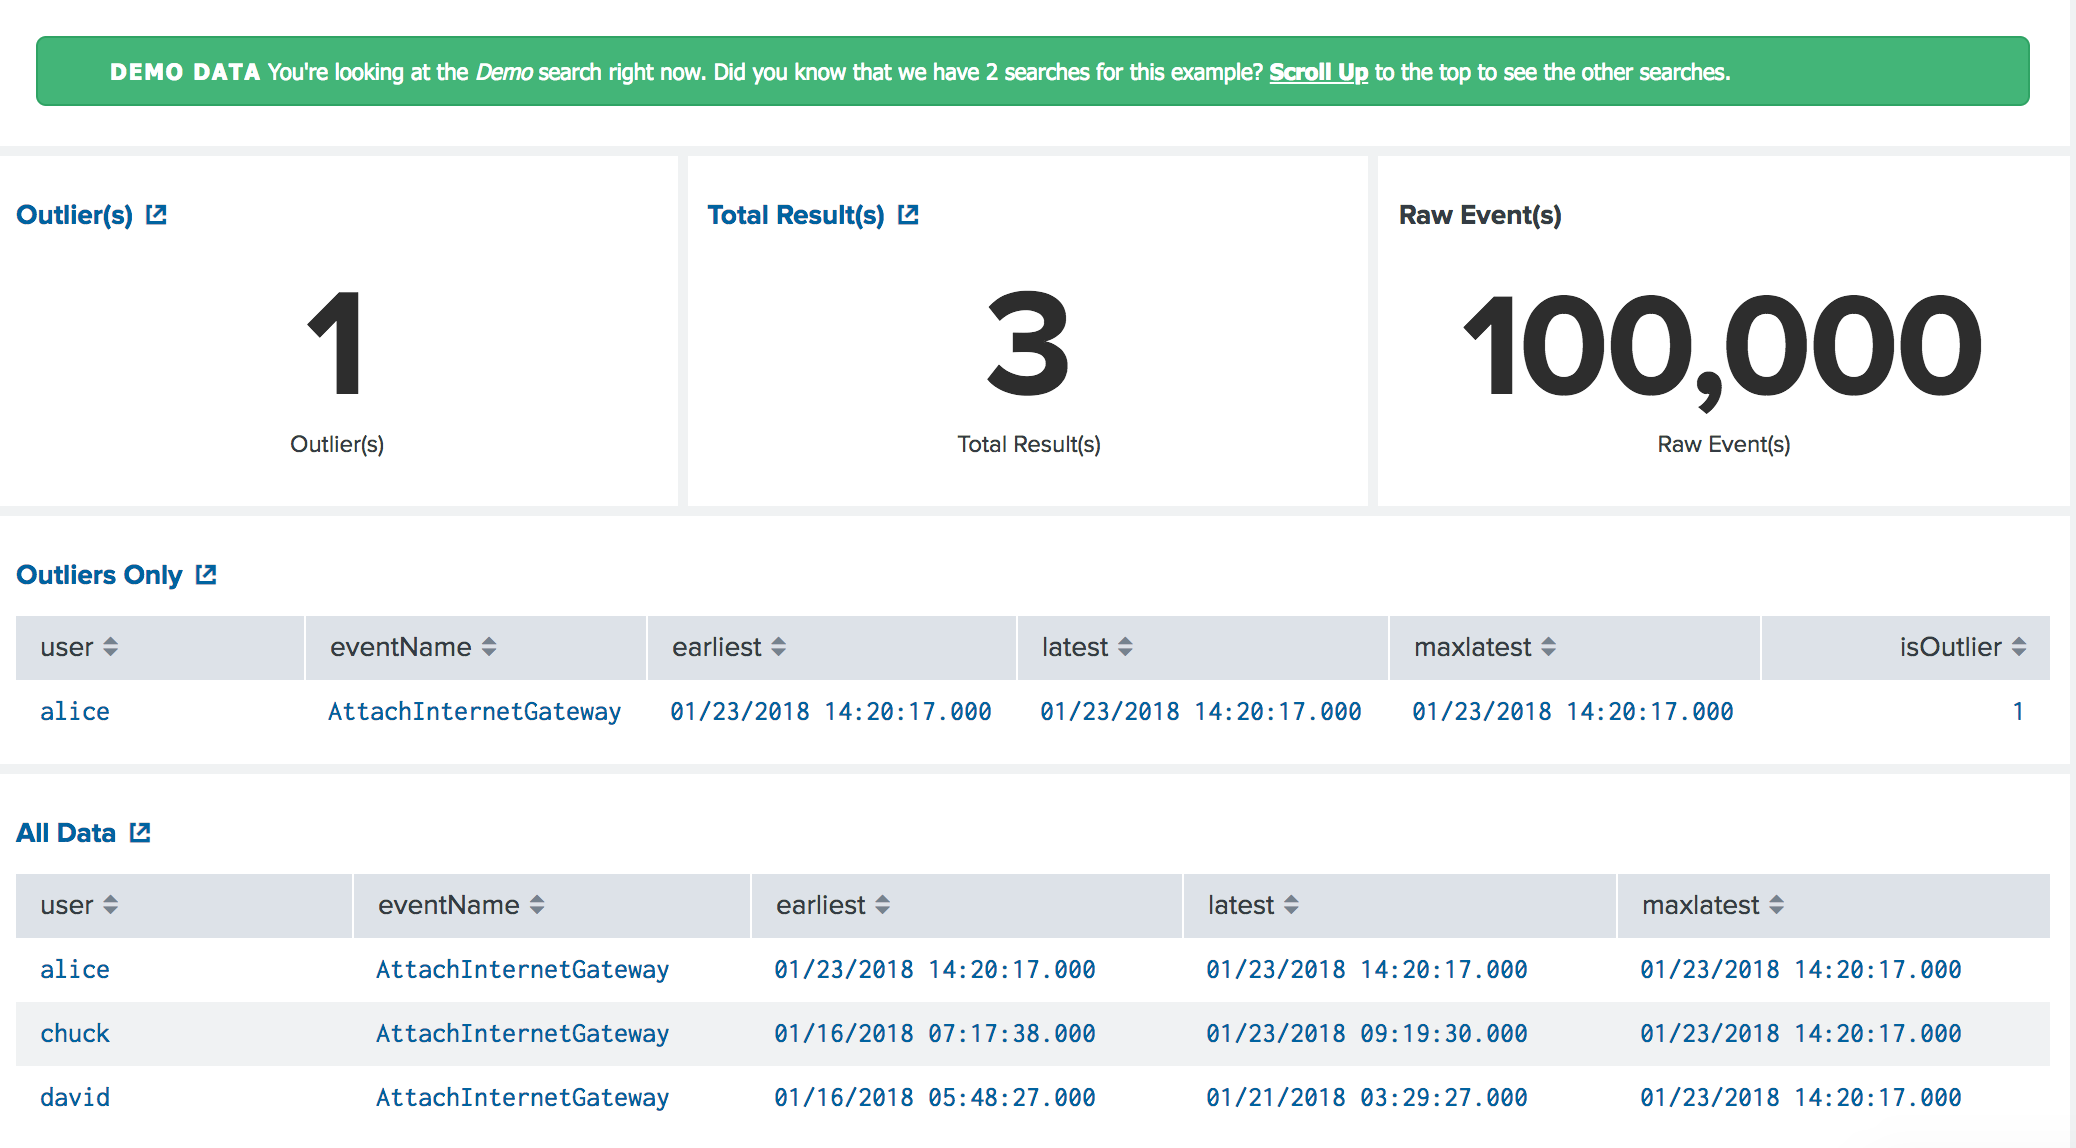 DEMO DATA You're looking at the Demo search right now. Did you know that we have 2 searches for this example? Scroll Up to the top to see the other searches.
Outlier(s) Total Result(s) Raw Event(s)
1 3 100,000
Outlier(s) Total Result(s) Raw Event(s)
Outliers Only
user eventName earliest latest maxlatest isOutlier
alice AttachInternetGateway 01/23/2018 14:20:17.000 01/23/2018 14:20:17.000 01/23/2018 14:20:17.000 1
All Data
user eventName earliest latest maxlatest
alice AttachInternetGateway 01/23/2018 14:20:17.000 01/23/2018 14:20:17.000 01/23/2018 14:20:17.000
chuck AttachInternetGateway 01/16/2018 07:17:38.000 01/23/2018 09:19:30.000 01/23/2018 14:20:17.000
david AttachInternetGateway 01/16/2018 05:48:27.000 01/21/2018 03:29:27.000 01/23/2018 14:20:17.000